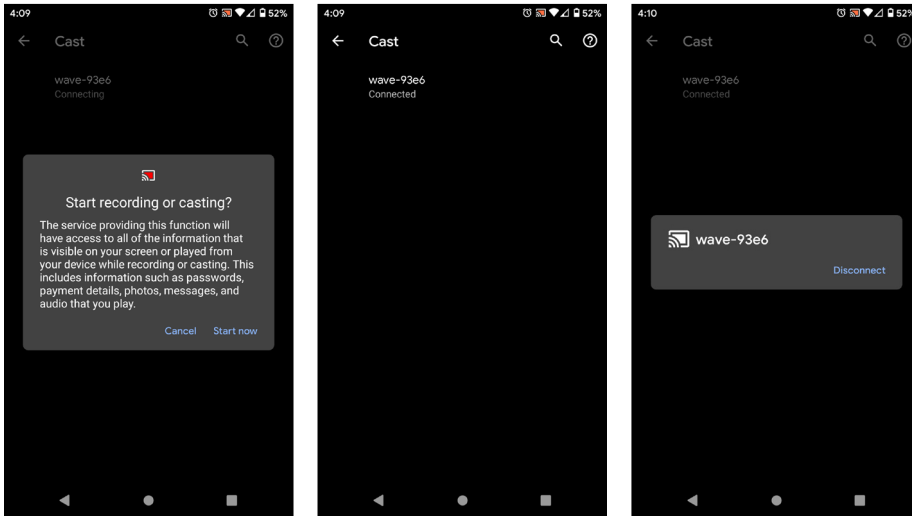 4:09
52%
Cast
wave-93e6
Connecting
Start recording or casting?
The service providing this function will
have access to all of the information that
is visible on your screen or played from
your device while recording or casting. This
includes information such as passwords,
payment details, photos, messages, and
audio that you play.
Cancel Start now
4:09
52%
Cast
wave-93e6
Connected
4:10
52%
Cast
wave-93e6
Connected
wave-93e6
Disconnect